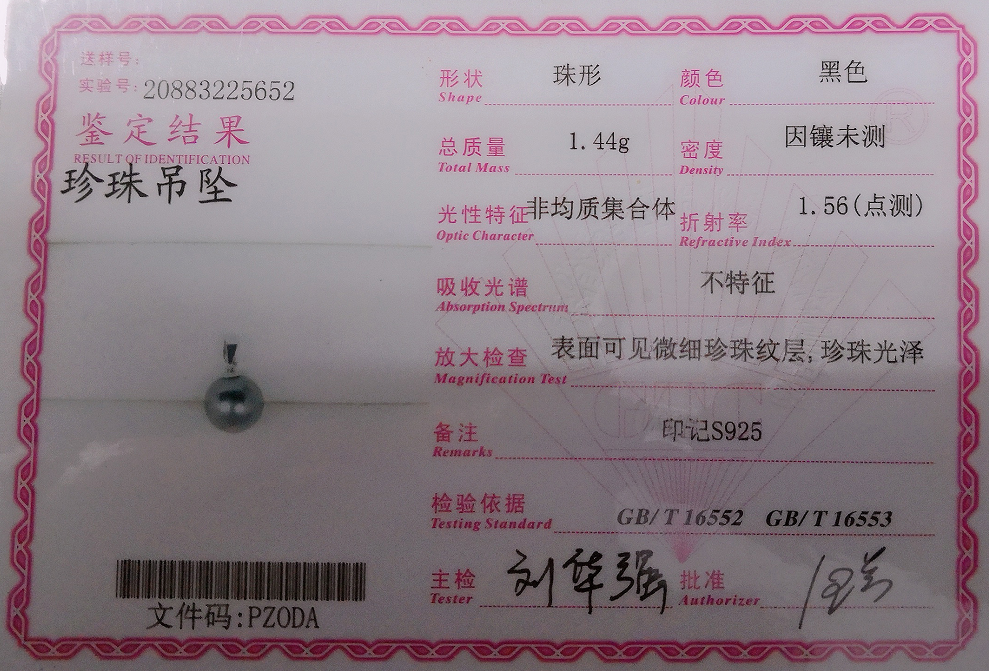 送样号:
实验号: 20883225652
鉴定结果
RESULT OF IDENTIFICATION
珍珠吊坠
文件码:PZODA
形状 珠形
Shape
颜色 黑色
Colour
总质量 1.44g
Total Mass
密度 因镶未测
Density
光性特征 非均质集合体
Optic Character
折射率 1.56(点测)
Refractive Index
吸收光谱 不特征
Absorption Spectrum
放大检查 表面可见微细珍珠纹层,珍珠光泽
Magnification Test
备注 印记S925
Remarks
检验依据 GB/T 16552 GB/T 16553
Testing Standard
主检 刘华强
Tester
批准
Authorizer